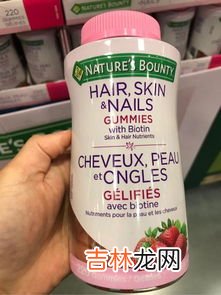 220
NATURE'S BOUNTY
HAIR, SKIN
& NAILS
GUMMIES
with Biotin
Skin & Hair Nutrients
CHEVEUX, PEAU
et ONGLES
GÉLIFIÉS
avec biotine
Nutriments pour la peau et les cheveux
吉林龙网